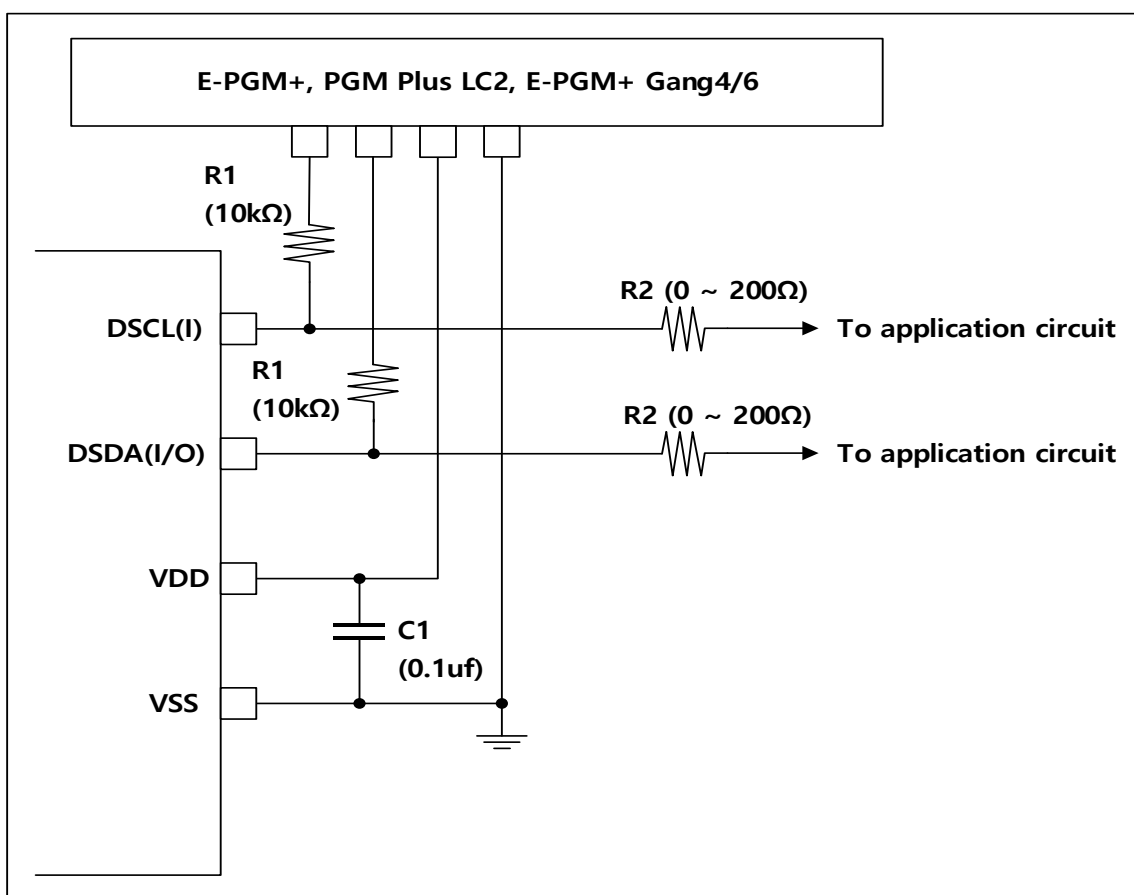 E-PGM+, PGM Plus LC2, E-PGM+ Gang4/6
R1
(10kΩ)
R2 (0 ~ 200Ω)
DSCL(I)
To application circuit
R1
(10kΩ)
R2 (0 ~ 200Ω)
DSDA(I/O)
To application circuit
VDD
C1
(0.1uf)
VSS